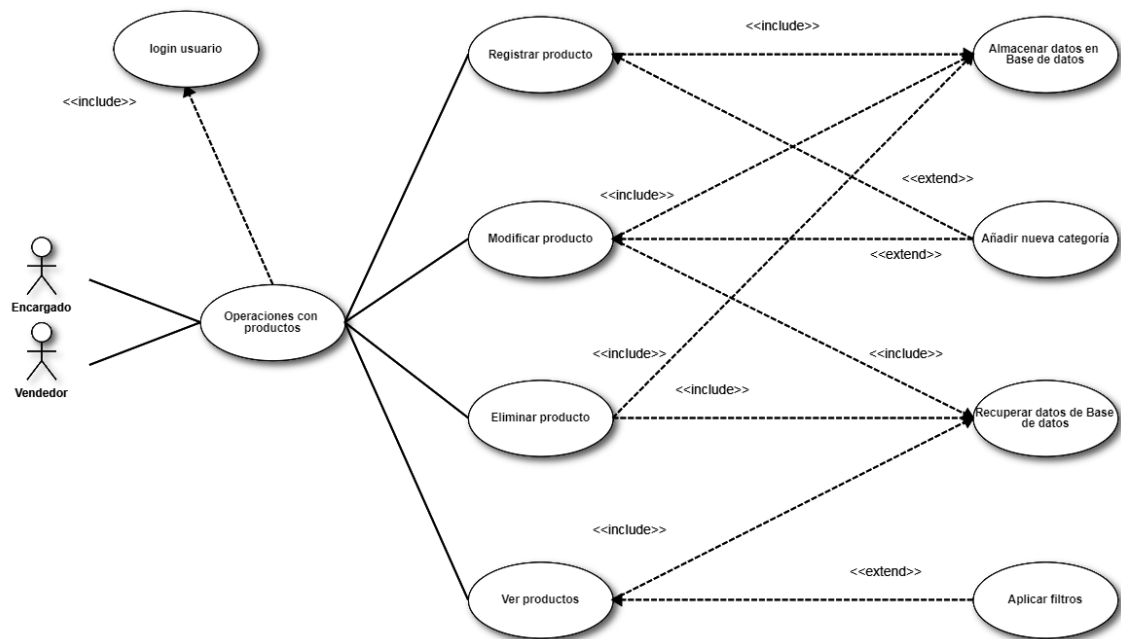 login usuario
Registrar producto
<<include>>
Almacenar datos en
Base de datos
<<include>>
<<extend>>
<<include>>
Modificar producto
Añadir nueva categoría
<<extend>>
Encargado
Operaciones con
productos
Vendedor
<<include>>
<<include>>
<<include>>
Eliminar producto
Recuperar datos de Base
de datos
<<include>>
<<extend>>
Ver productos
Aplicar filtros